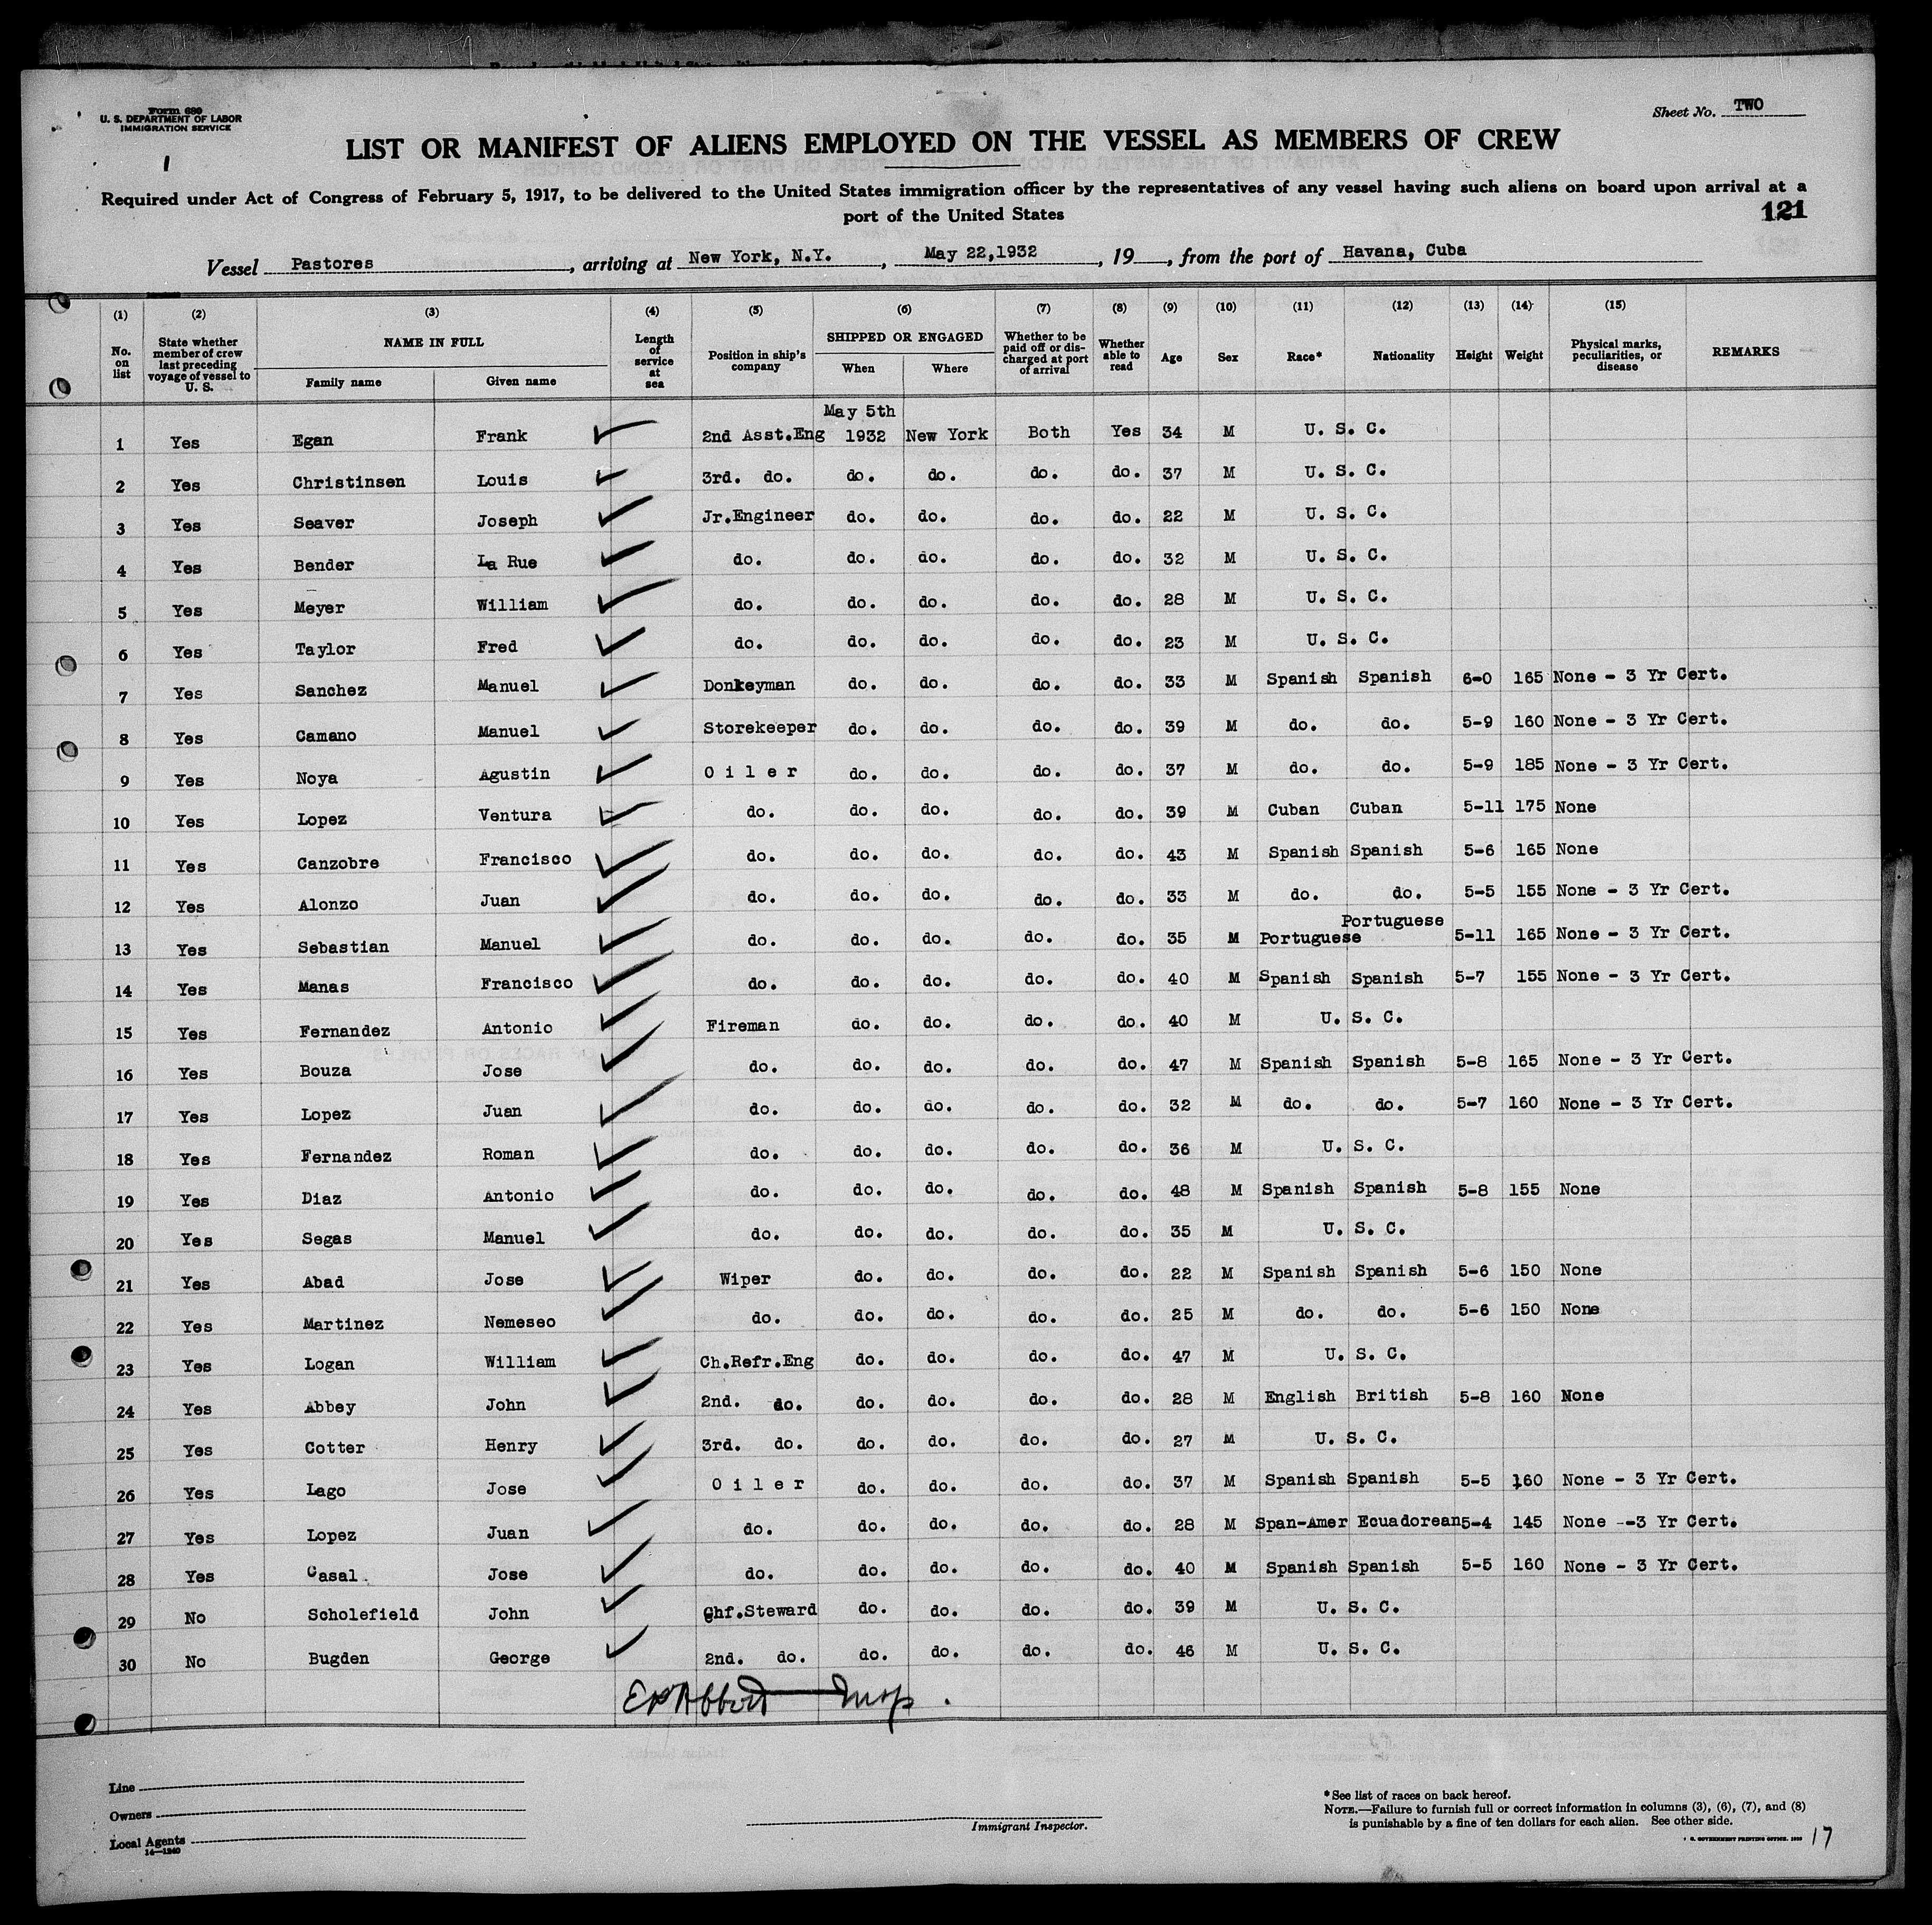 Form 680
U. S. DEPARTMENT OF LABOR
IMMIGRATION SERVICE
Sheet No. TWO
1
LIST OR MANIFEST OF ALIENS EMPLOYED ON THE VESSEL AS MEMBERS OF CREW
Required under Act of Congress of February 5, 1917, to be delivered to the United States immigration officer by the representatives of any vessel having such aliens on board upon arrival at a
port of the United States
121
Vessel Pastores, arriving at New York, N.Y., May 22,1932, 19, from the port of Havana, Cuba
(1) (2) (3) (4) (5) (6) (7) (8) (9) (10) (11) (12) (13) (14) (15)
No. on list State whether member of crew last preceding voyage of vessel to U. S. NAME IN FULL Family name Given name Length of service at sea Position in ship's company SHIPPED OR ENGAGED When Where Whether to be paid off or discharged at port of arrival Whether able to read Age Sex Race* Nationality Height Weight Physical marks, peculiarities, or disease REMARKS
May 5th
1 Yes Egan Frank 2nd Asst.Eng 1932 New York Both Yes 34 M U. S. C.
2 Yes Christinsen Louis 3rd. do. do. do. do. do. 37 M U. S. C.
3 Yes Seaver Joseph Jr.Engineer do. do. do. do. 22 M U. S. C.
4 Yes Bender La Rue do. do. do. do. do. 32 M U. S. C.
5 Yes Meyer William do. do. do. do. do. 28 M U. S. C.
6 Yes Taylor Fred do. do. do. do. do. 23 M U. S. C.
7 Yes Sanchez Manuel Donkeyman do. do. do. do. 33 M Spanish Spanish 6-0 165 None - 3 Yr Cert.
8 Yes Camano Manuel Storekeeper do. do. do. do. 39 M do. do. 5-9 160 None - 3 Yr Cert.
9 Yes Noya Agustin O i l e r do. do. do. do. 37 M do. do. 5-9 185 None - 3 Yr Cert.
10 Yes Lopez Ventura do. do. do. do. do. 39 M Cuban Cuban 5-11 175 None
11 Yes Canzobre Francisco do. do. do. do. do. 43 M Spanish Spanish 5-6 165 None
12 Yes Alonzo Juan do. do. do. do. do. 33 M do. do. 5-5 155 None - 3 Yr Cert.
13 Yes Sebastian Manuel do. do. do. do. do. 35 M Portuguese Portuguese 5-11 165 None - 3 Yr Cert.
14 Yes Manas Francisco do. do. do. do. do. 40 M Spanish Spanish 5-7 155 None - 3 Yr Cert.
15 Yes Fernandez Antonio Fireman do. do. do. do. 40 M U. S. C.
16 Yes Bouza Jose do. do. do. do. do. 47 M Spanish Spanish 5-8 165 None - 3 Yr Cert.
17 Yes Lopez Juan do. do. do. do. do. 32 M do. do. 5-7 160 None - 3 Yr Cert.
18 Yes Fernandez Roman do. do. do. do. do. 36 M U. S. C.
19 Yes Diaz Antonio do. do. do. do. do. 48 M Spanish Spanish 5-8 155 None
20 Yes Segas Manuel do. do. do. do. do. 35 M U. S. C.
21 Yes Abad Jose Wiper do. do. do. do. 22 M Spanish Spanish 5-6 150 None
22 Yes Martinez Nemeseo do. do. do. do. do. 25 M do. do. 5-6 150 None
23 Yes Logan William Ch.Refr.Eng do. do. do. do. 47 M U. S. C.
24 Yes Abbey John 2nd. do. do. do. do. do. 28 M English British 5-8 160 None
25 Yes Cotter Henry 3rd. do. do. do. do. do. 27 M U. S. C.
26 Yes Lago Jose O i l e r do. do. do. do. 37 M Spanish Spanish 5-5 160 None - 3 Yr Cert.
27 Yes Lopez Juan do. do. do. do. do. 28 M Span-Amer Ecuadorean 5-4 145 None --3 Yr Cert.
28 Yes Casal Jose do. do. do. do. do. 40 M Spanish Spanish 5-5 160 None - 3 Yr Cert.
29 No Scholefield John Chf.Steward do. do. do. do. 39 M U. S. C.
30 No Bugden George 2nd. do. do. do. do. do. 46 M U. S. C.
Abbott
Line
Owners
Local Agents
14—1240
Immigrant Inspector.
*See list of races on back hereof.
NOTE.—Failure to furnish full or correct information in columns (3), (6), (7), and (8)
is punishable by a fine of ten dollars for each alien. See other side.
GOVERNMENT PRINTING OFFICE
17